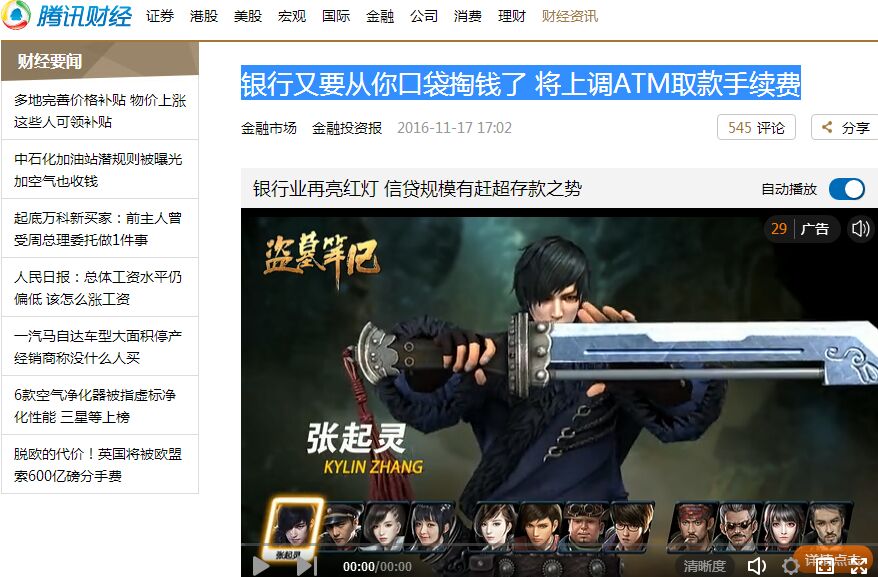 腾讯财经
证券 港股 美股 宏观 国际 金融 公司 消费 理财 财经资讯
财经要闻
多地完善价格补贴 物价上涨
这些人可领补贴
中石化加油站潜规则被曝光
加空气也收钱
起底万科新买家：前主人曾
受周总理委托做1件事
人民日报：总体工资水平仍
偏低 该怎么涨工资
一汽马自达车型大面积停产
经销商称没什么人买
6款空气净化器被指虚标净
化性能 三星等上榜
脱欧的代价！英国将被欧盟
索600亿磅分手费
银行又要从你口袋掏钱了 将上调ATM取款手续费
金融市场 金融投资报 2016-11-17 17:02
545 评论
分享
银行业再亮红灯 信贷规模有赶超存款之势
自动播放
29 广告
盗墓笔记
张起灵
KYLIN ZHANG
张起灵
00:00/00:00
清晰度
详情点击